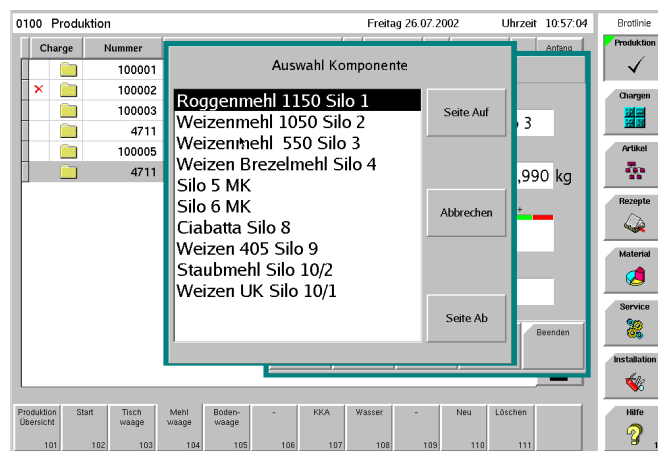 0100 Produktion Freitag 26.07.2002 Uhrzeit 10:57:04
Brotlinie
Charge Nummer Anfang
100001
100002
100003
4711
100005
4711
Auswahl Komponente
Roggenmehl 1150 Silo 1
Weizenmehl 1050 Silo 2
Weizenmehl  550 Silo 3
Weizen Brezelmehl Silo 4
Silo 5 MK
Silo 6 MK
Ciabatta Silo 8
Weizen 405 Silo 9
Staubmehl Silo 10/2
Weizen UK Silo 10/1
Seite Auf
Abbrechen
Seite Ab
3
,990 kg
+
Beenden
Produktion
Chargen
Artikel
Rezepte
Material
Service
Installation
Hilfe
1
Produktion Start Tisch Mehl Boden- - KKA Wasser - Neu Löschen
Übersicht waage waage waage
101 102 103 104 105 106 107 108 109 110 111